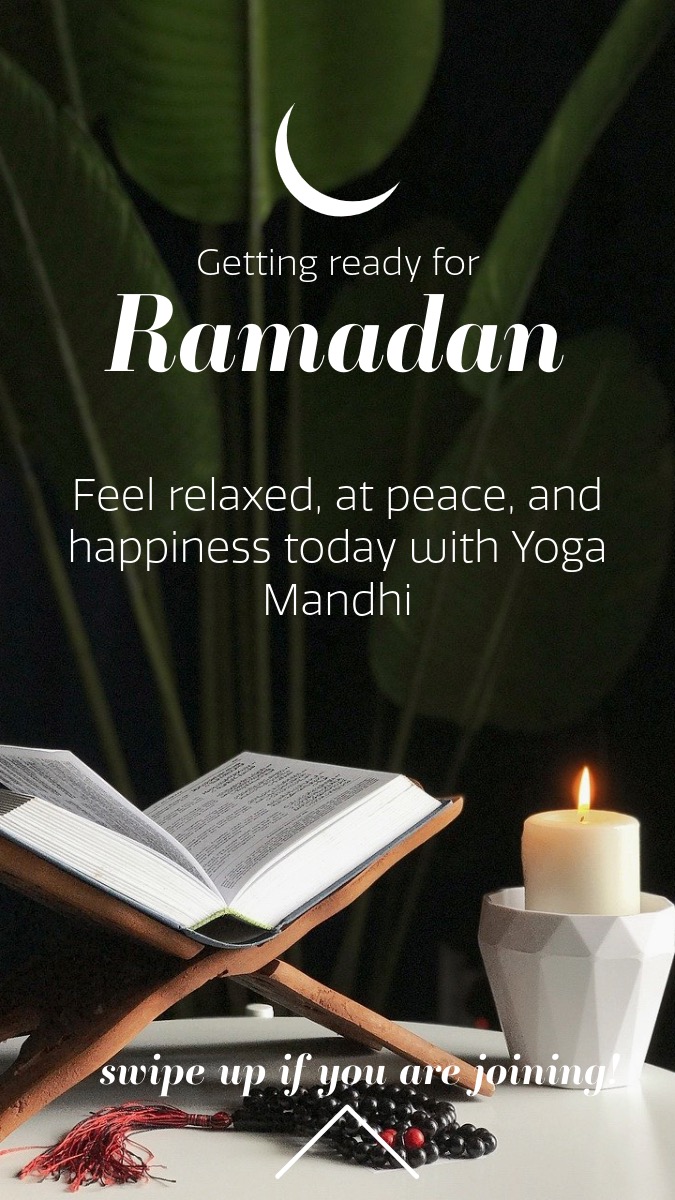 Getting ready for
Ramadan
Feel relaxed, at peace, and
happiness today with Yoga
Mandhi
swipe up if you are joining!